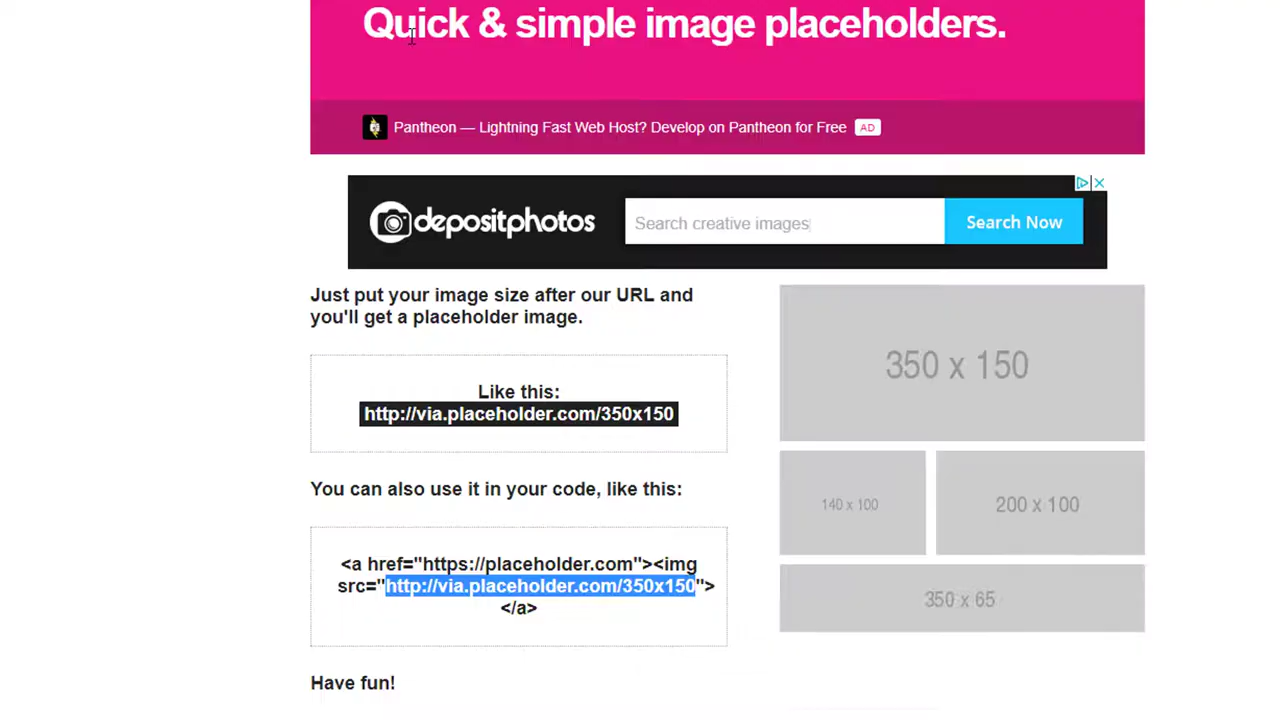 Quick & simple image placeholders.
Pantheon — Lightning Fast Web Host? Develop on Pantheon for Free AD
depositphotos
Search creative images
Search Now
Just put your image size after our URL and
you'll get a placeholder image.
Like this:
http://via.placeholder.com/350x150
You can also use it in your code, like this:
<a href="https://placeholder.com"><img
src="http://via.placeholder.com/350x150">
</a>
Have fun!
350 x 150
140 x 100
200 x 100
350 x 65